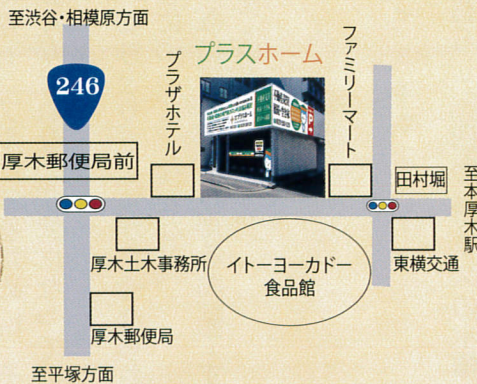 至渋谷・相模原方面
246
プラザホテル
プラスホーム
ファミリーマート
厚木郵便局前
田村堀
至本厚木駅
厚木土木事務所
イトーヨーカドー
食品館
東横交通
厚木郵便局
至平塚方面